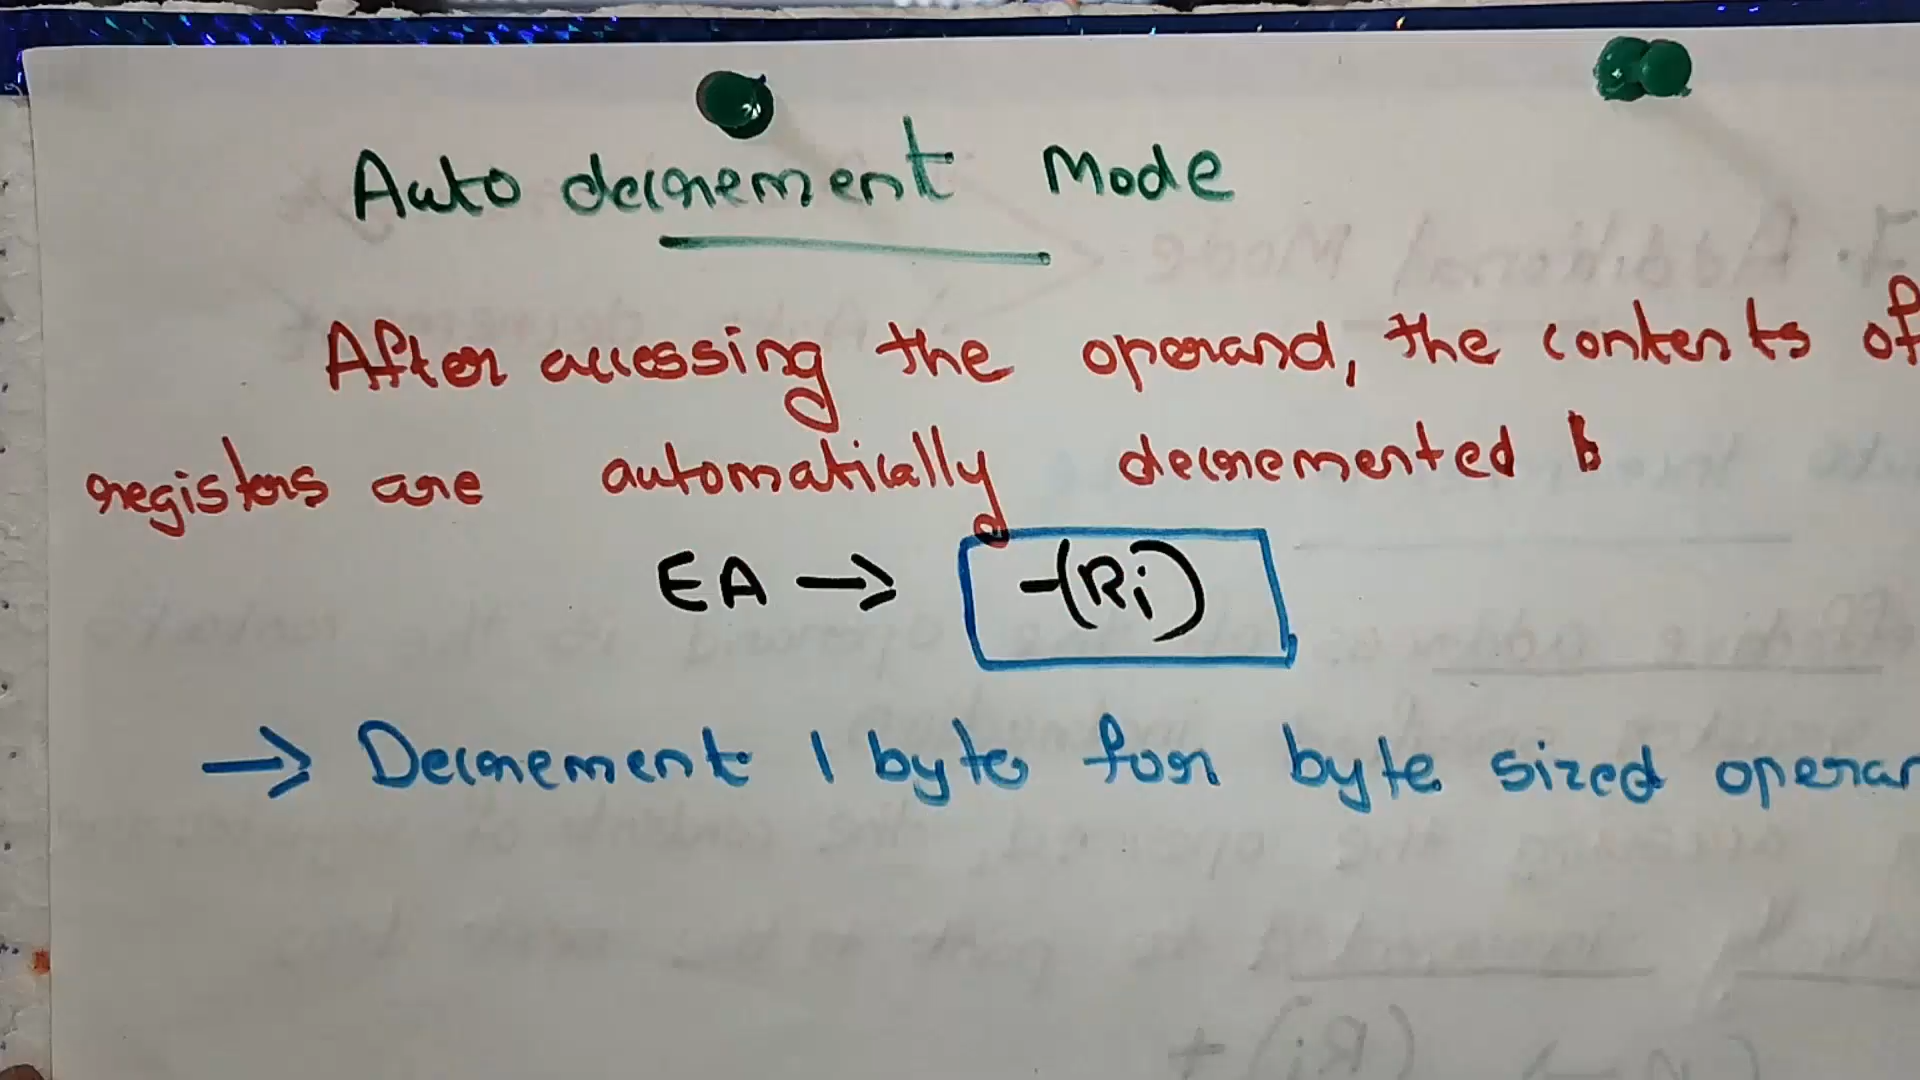 Auto decrement Mode
After accessing the operand, the contents of
registers are automatically decremented b
EA → -(Ri)
→ Decrement 1 byte for byte sized operan